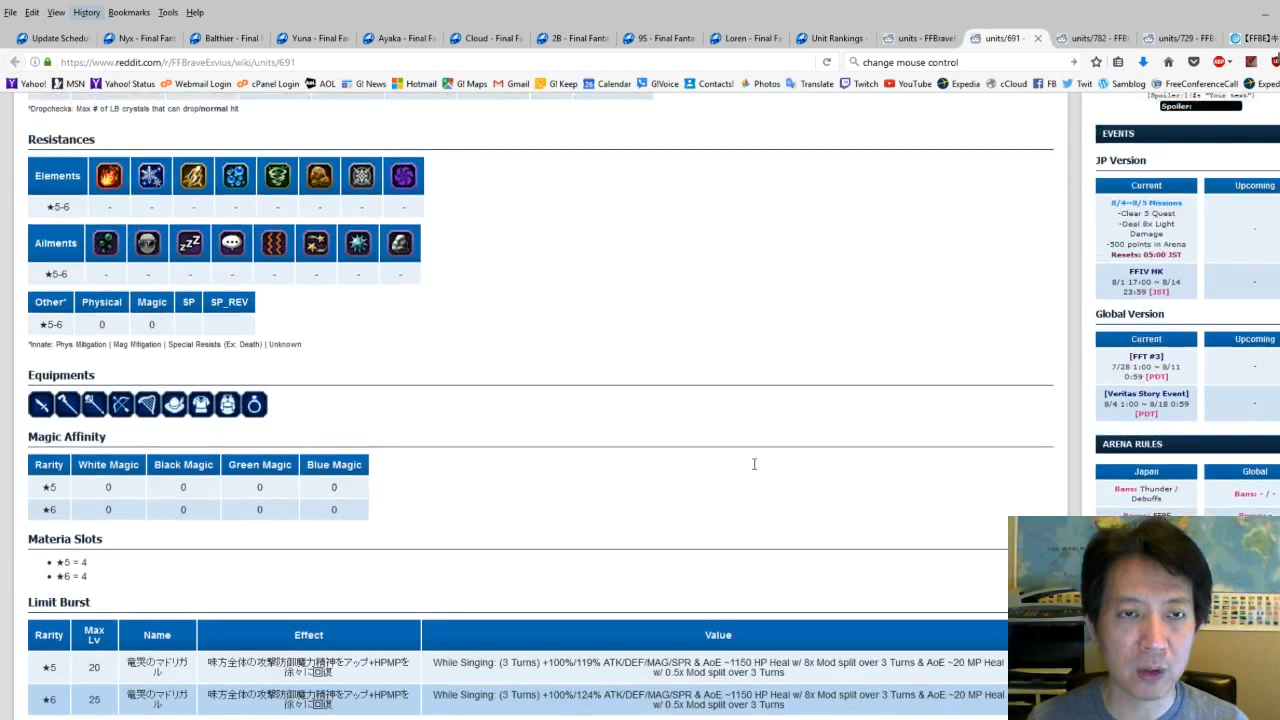 File Edit View History Bookmarks Tools Help
Update Schedu Nyx - Final Fa Balthier - Final Yuna - Final Fa Ayaka - Final Fa Cloud - Final Fa 2B - Final Fanta 9S - Final Fanta Loren - Final Fa Unit Rankings - units - FFBraveE units/691 - units/782 - FFB units/729 - FFB 【FFBE】キ
https://www.reddit.com/r/FFBraveExvius/wiki/units/691 change mouse control
Yahoo! MSN Yahoo! Status Webmail Login cPanel Login AOL G! News Hotmail G! Maps Gmail G! Keep Calendar G!Voice Contacts! Photos Translate Twitch YouTube Expedia cCloud FB Twit Samblog FreeConferenceCall Exped
*Dropchecks: Max # of LB crystals that can drop/normal hit
Spoiler:
Resistances
Elements
★5-6 - - - - - - - -
Ailments
★5-6 - - - - - - - -
Other* Physical Magic SP SP_REV
★5-6 0 0
*Innate: Phys Mitigation | Mag Mitigation | Special Resists (Ex: Death) | Unknown
Equipments
Magic Affinity
Rarity White Magic Black Magic Green Magic Blue Magic
★5 0 0 0 0
★6 0 0 0 0
Materia Slots
• ★5 = 4
• ★6 = 4
Limit Burst
Rarity Max Lv Name Effect Value
★5 20 竜哭のマドリガル 味方全体の攻撃防御魔力精神をアップ+HPMPを徐々に回復 While Singing: (3 Turns) +100%/119% ATK/DEF/MAG/SPR & AoE ~1150 HP Heal w/ 8x Mod split over 3 Turns & AoE ~20 MP Heal w/ 0.5x Mod split over 3 Turns
★6 25 竜哭のマドリガル 味方全体の攻撃防御魔力精神をアップ+HPMPを徐々に回復 While Singing: (3 Turns) +100%/124% ATK/DEF/MAG/SPR & AoE ~1150 HP Heal w/ 8x Mod split over 3 Turns & AoE ~20 MP Heal w/ 0.5x Mod split over 3 Turns
EVENTS
JP Version
Current Upcoming
8/4~8/5 Missions
-Clear 5 Quest
-Deal 8x Light
Damage
-500 points in Arena
Resets: 05:00 JST
-
FFIV MK
8/1 17:00 ~ 8/14
23:59 [JST]
-
Global Version
Current Upcoming
[FFT #3]
7/28 1:00 ~ 8/11
0:59 [PDT]
-
[Veritas Story Event]
8/4 1:00 ~ 8/18 0:59
[PDT]
-
ARENA RULES
Japan Global
Bans: Thunder / Bans: - / -
Debuffs